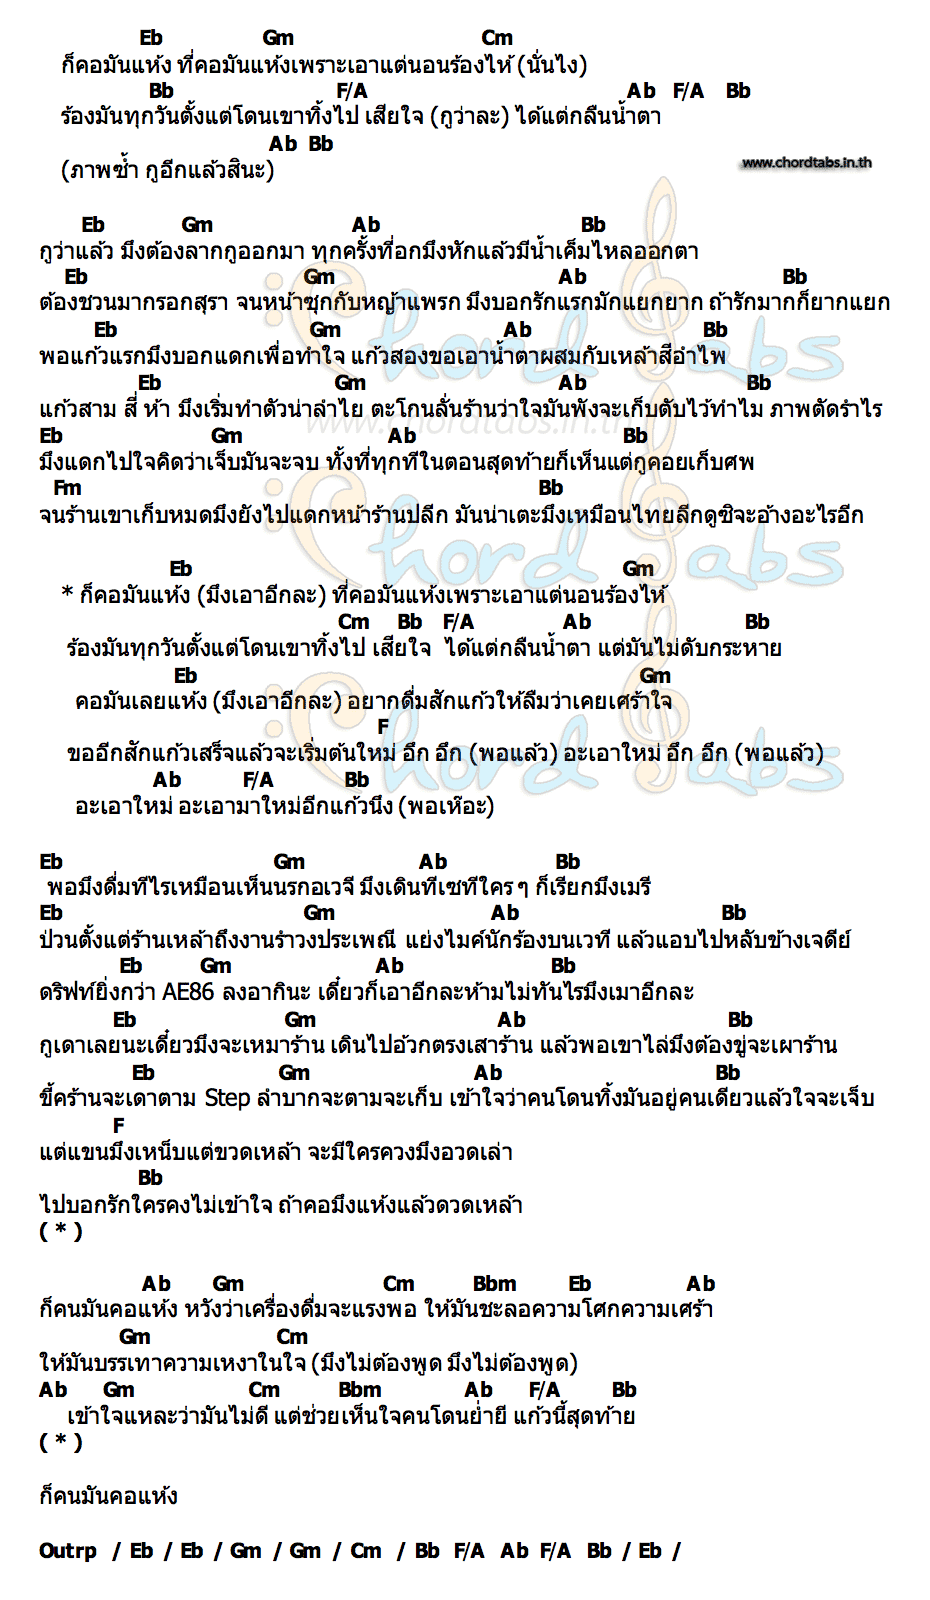 Eb Gm Cm
ก็คอมันแห้ง ที่คอมันแห้งเพราะเอาแต่นอนร้องไห้ (นั่นไง)
Bb F/A Ab F/A Bb
ร้องมันทุกวันตั้งแต่โดนเขาทิ้งไป เสียใจ (กูว่าละ) ได้แต่กลืนน้ำตา
Ab Bb
(ภาพซ้ำ กูอีกแล้วสินะ)
www.chordtabs.in.th
Eb Gm Ab Bb
กูว่าแล้ว มึงต้องลากกูออกมา ทุกครั้งที่อกมึงหักแล้วมีน้ำเค็มไหลออกตา
Eb Gm Ab Bb
ต้องชวนมากรอกสุรา จนหน้าซุกกับหญ้าแพรก มึงบอกรักแรกมักแยกยาก ถ้ารักมากก็ยากแยก
Eb Gm Ab Bb
พอแก้วแรกมึงบอกแดกเพื่อทำใจ แก้วสองขอเอาน้ำตาผสมกับเหล้าสีอำไพ
Eb Gm Ab Bb
แก้วสาม สี่ ห้า มึงเริ่มทำตัวน่าลำไย ตะโกนลั่นร้านว่าใจมันพังจะเก็บตับไว้ทำไม ภาพตัดรำไร
Eb Gm Ab Bb
มึงแดกไปใจคิดว่าเจ็บมันจะจบ ทั้งที่ทุกทีในตอนสุดท้ายก็เห็นแต่กูคอยเก็บศพ
Fm Bb
จนร้านเขาเก็บหมดมึงยังไปแดกหน้าร้านปลีก มันน่าเตะมึงเหมือนไทยลีกดูซิจะอ้างอะไรอีก
Eb Gm
* ก็คอมันแห้ง (มึงเอาอีกละ) ที่คอมันแห้งเพราะเอาแต่นอนร้องไห้
Cm Bb F/A Ab Bb
ร้องมันทุกวันตั้งแต่โดนเขาทิ้งไป เสียใจ ได้แต่กลืนน้ำตา แต่มันไม่ดับกระหาย
Eb Gm
คอมันเลยแห้ง (มึงเอาอีกละ) อยากดื่มสักแก้วให้ลืมว่าเคยเศร้าใจ
F
ขออีกสักแก้วเสร็จแล้วจะเริ่มต้นใหม่ อึก อึก (พอแล้ว) อะเอาใหม่ อึก อึก (พอแล้ว)
Ab F/A Bb
อะเอาใหม่ อะเอามาใหม่อีกแก้วนึง (พอเห๊อะ)
Eb Gm Ab Bb
พอมึงดื่มทีไรเหมือนเห็นนรกอเวจี มึงเดินทีเซทีใคร ๆ ก็เรียกมึงเมรี
Eb Gm Ab Bb
ป่วนตั้งแต่ร้านเหล้าถึงงานรำวงประเพณี แย่งไมค์นักร้องบนเวที แล้วแอบไปหลับข้างเจดีย์
Eb Gm Ab Bb
ดริฟท์ยิ่งกว่า AE86 ลงอากินะ เดี๋ยวก็เอาอีกละห้ามไม่ทันไรมึงเมาอีกละ
Eb Gm Ab Bb
กูเดาเลยนะเดี๋ยวมึงจะเหมาร้าน เดินไปอ้วกตรงเสาร้าน แล้วพอเขาไล่มึงต้องขู่จะเผาร้าน
Eb Gm Ab Bb
ขี้คร้านจะเดาตาม Step ลำบากจะตามจะเก็บ เข้าใจว่าคนโดนทิ้งมันอยู่คนเดียวแล้วใจจะเจ็บ
F
แต่แขนมึงเหน็บแต่ขวดเหล้า จะมีใครควงมึงอวดเล่า
Bb
ไปบอกรักใครคงไม่เข้าใจ ถ้าคอมึงแห้งแล้วดวดเหล้า
( * )
Ab Gm Cm Bbm Eb Ab
ก็คนมันคอแห้ง หวังว่าเครื่องดื่มจะแรงพอ ให้มันชะลอความโศกความเศร้า
Gm Cm
ให้มันบรรเทาความเหงาในใจ (มึงไม่ต้องพูด มึงไม่ต้องพูด)
Ab Gm Cm Bbm Ab F/A Bb
เข้าใจแหละว่ามันไม่ดี แต่ช่วยเห็นใจคนโดนย่ำยี แก้วนี้สุดท้าย
( * )
ก็คนมันคอแห้ง
Outrp / Eb / Eb / Gm / Gm / Cm / Bb F/A Ab F/A Bb / Eb /